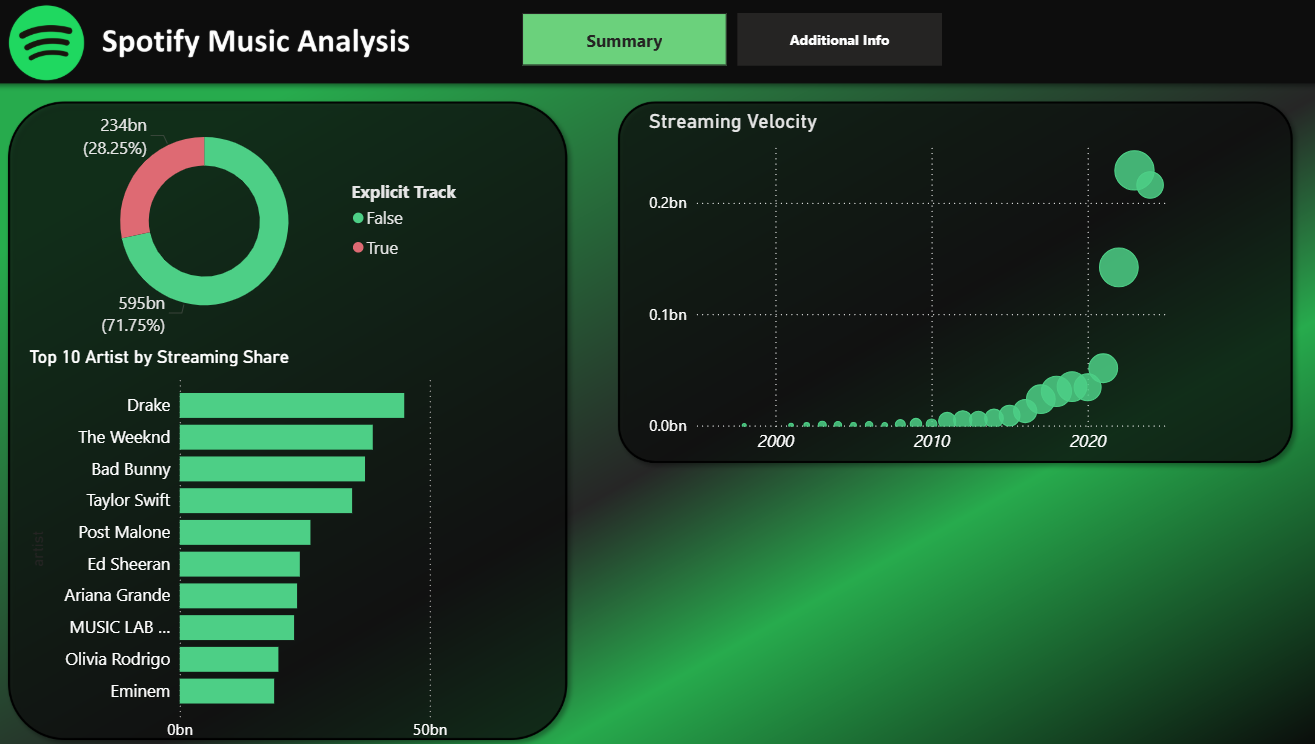 Spotify Music Analysis
Summary
Additional Info
234bn
(28.25%)
Explicit Track
False
True
595bn
(71.75%)
Top 10 Artist by Streaming Share
artist
Drake
The Weeknd
Bad Bunny
Taylor Swift
Post Malone
Ed Sheeran
Ariana Grande
MUSIC LAB ...
Olivia Rodrigo
Eminem
0bn
50bn
Streaming Velocity
0.2bn
0.1bn
0.0bn
2000
2010
2020